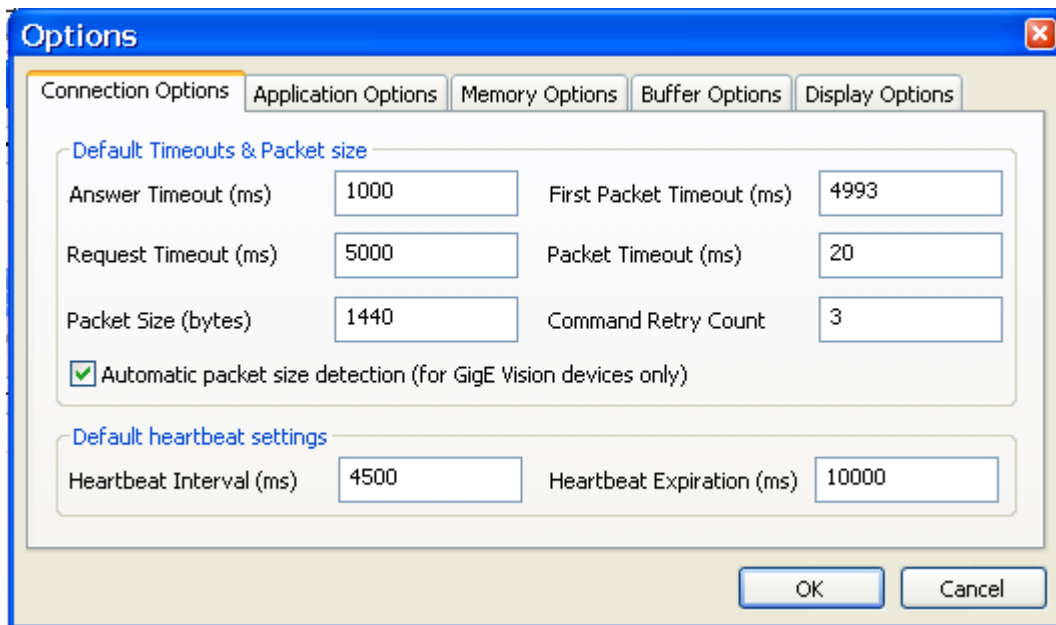 Options
Connection Options Application Options Memory Options Buffer Options Display Options
Default Timeouts & Packet size
Answer Timeout (ms) 1000 First Packet Timeout (ms) 4993
Request Timeout (ms) 5000 Packet Timeout (ms) 20
Packet Size (bytes) 1440 Command Retry Count 3
Automatic packet size detection (for GigE Vision devices only)
Default heartbeat settings
Heartbeat Interval (ms) 4500 Heartbeat Expiration (ms) 10000
OK Cancel